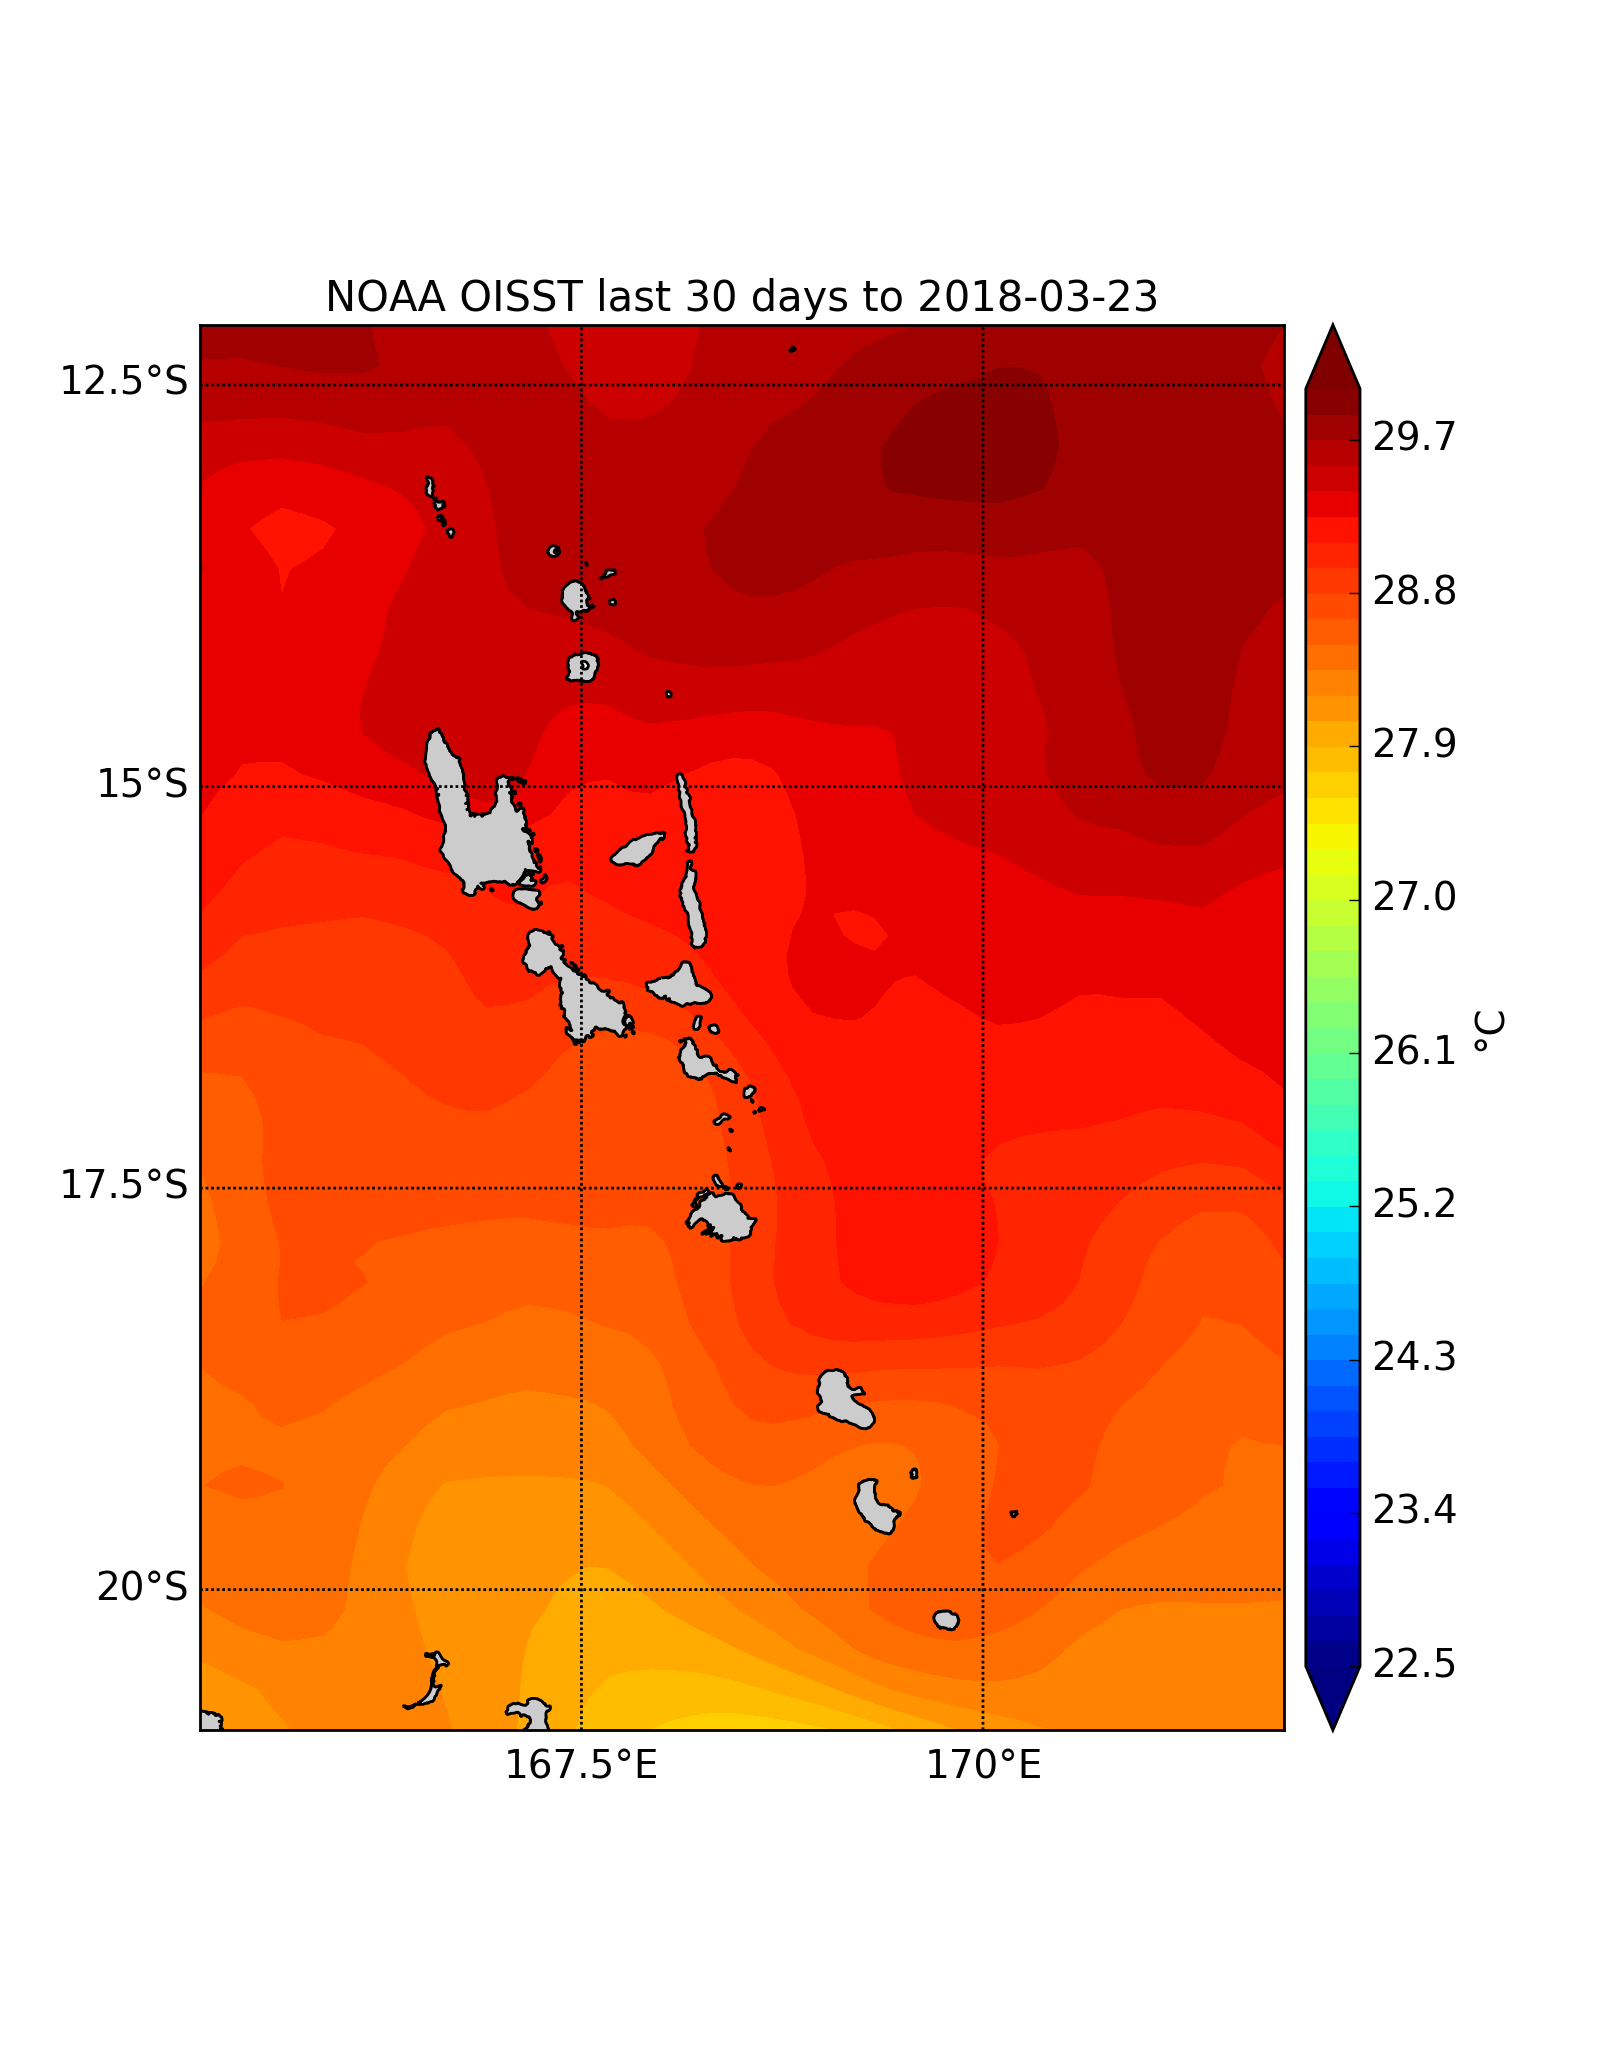 NOAA OISST last 30 days to 2018-03-23
12.5°S
15°S
17.5°S
20°S
167.5°E
170°E
29.7
28.8
27.9
27.0
26.1
25.2
24.3
23.4
22.5
°C